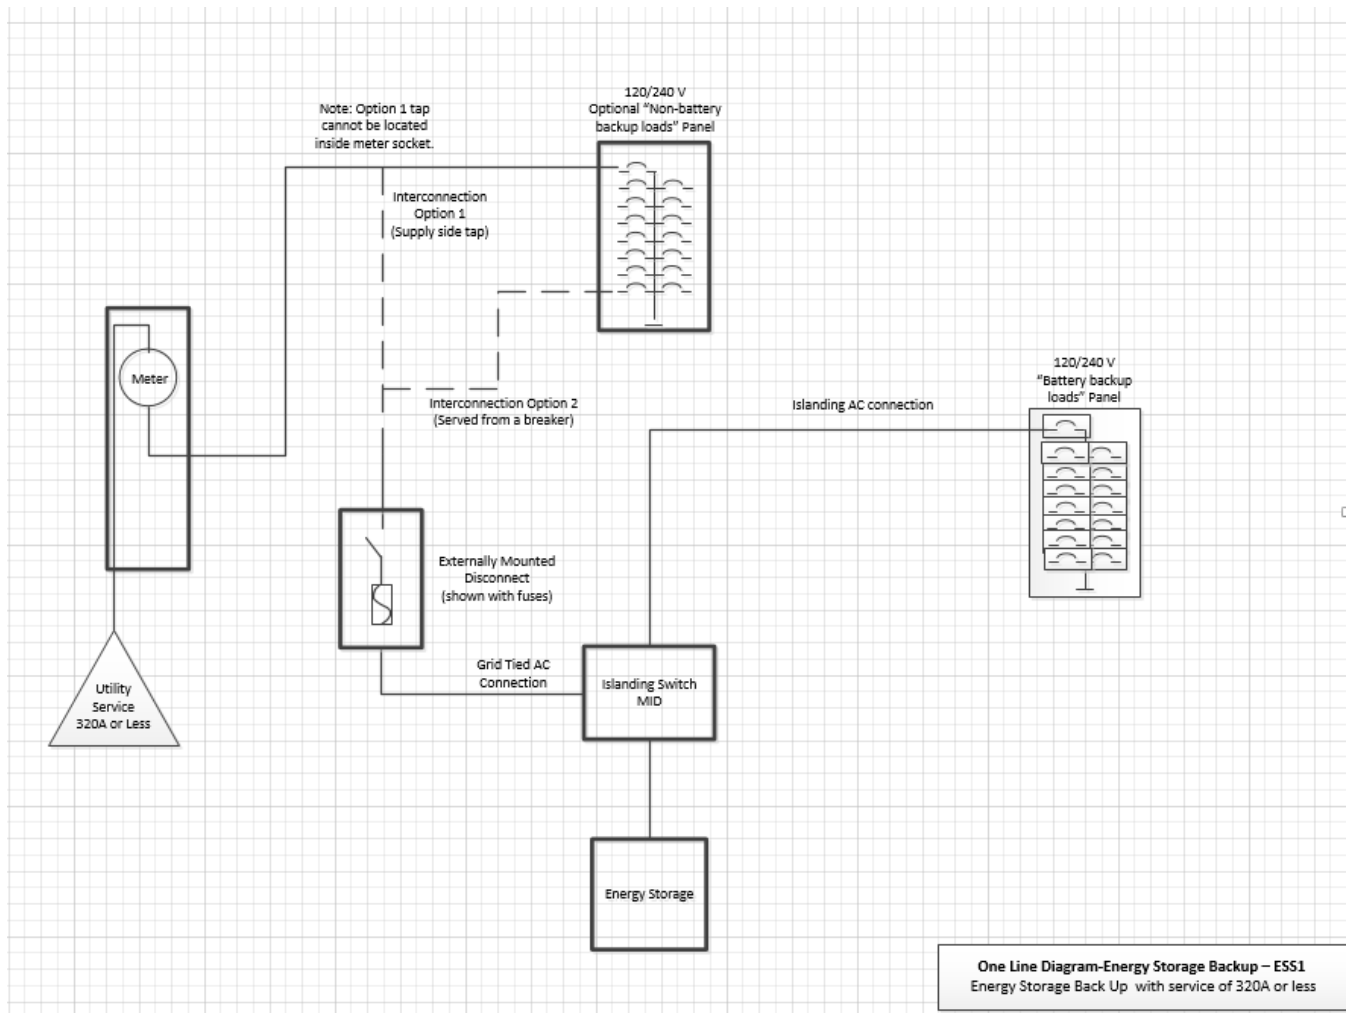 120/240 V
Optional “Non-battery
backup loads” Panel
Note: Option 1 tap
cannot be located
inside meter socket.
Interconnection
Option 1
(Supply side tap)
Meter
Interconnection Option 2
(Served from a breaker)
120/240 V
“Battery backup
loads” Panel
Islanding AC connection
Externally Mounted
Disconnect
(shown with fuses)
Grid Tied AC
Connection
Islanding Switch
MID
Utility
Service
320A or Less
Energy Storage
One Line Diagram-Energy Storage Backup – ESS1
Energy Storage Back Up  with service of 320A or less